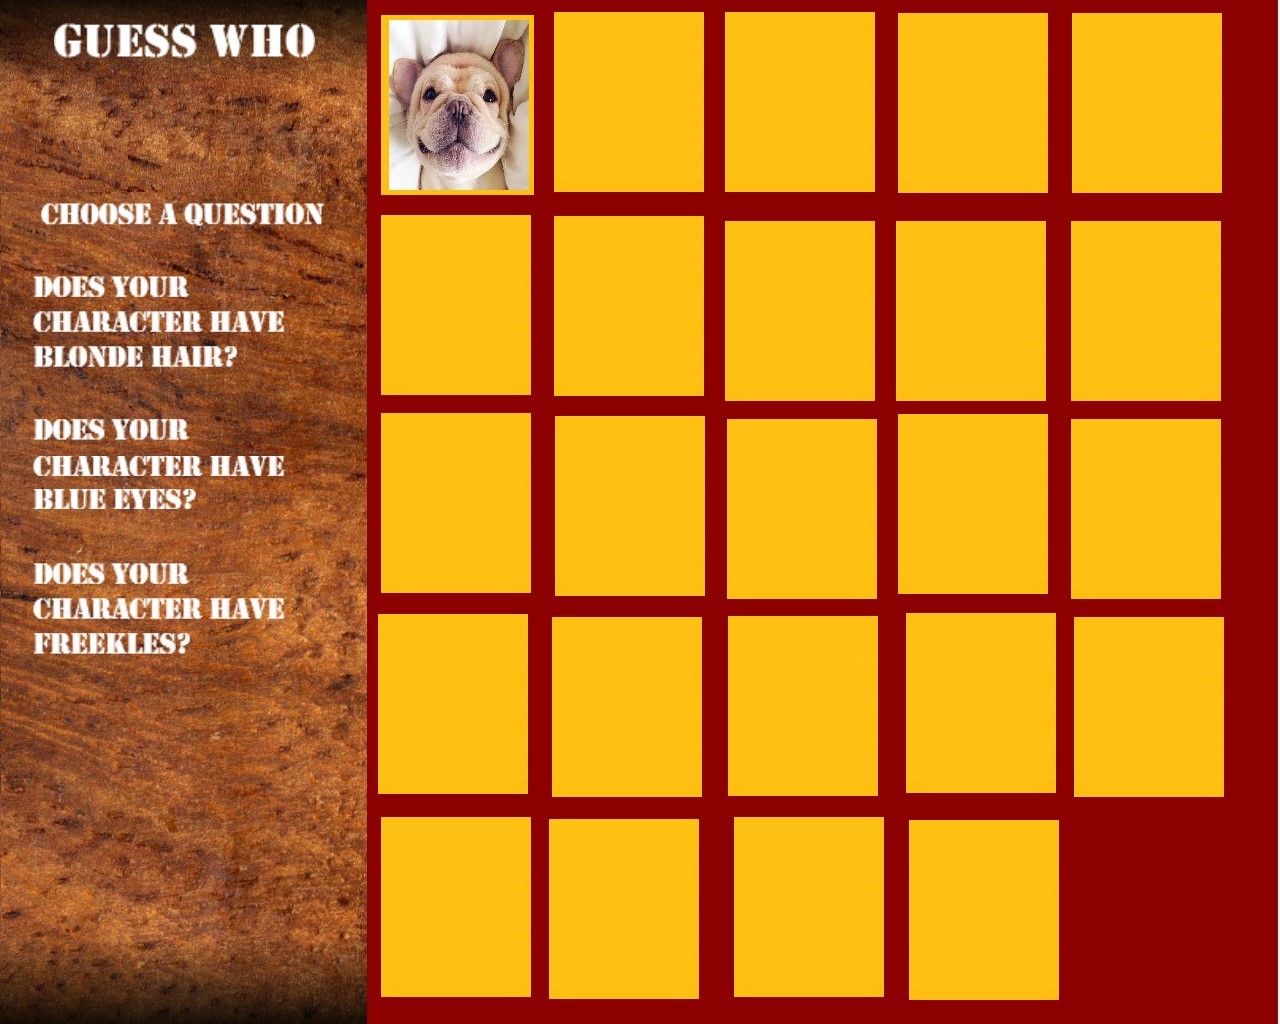 GUESS WHO
CHOOSE A QUESTION
DOES YOUR
CHARACTER HAVE
BLONDE HAIR?
DOES YOUR
CHARACTER HAVE
BLUE EYES?
DOES YOUR
CHARACTER HAVE
FREEKLES?